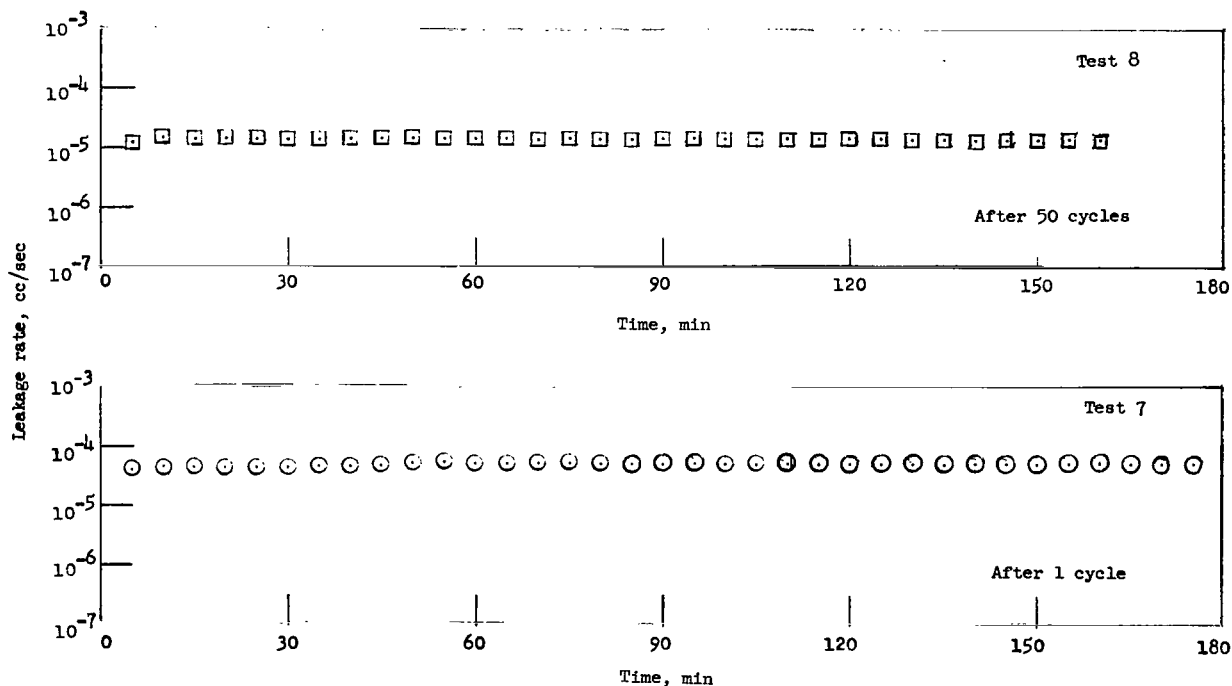 Leakage rate, cc/sec
10⁻³
10⁻⁴
10⁻⁵
10⁻⁶
10⁻⁷
Test 8
After 50 cycles
0 30 60 90 120 150 180
Time, min
10⁻³
10⁻⁴
10⁻⁵
10⁻⁶
10⁻⁷
Test 7
After 1 cycle
0 30 60 90 120 150 180
Time, min